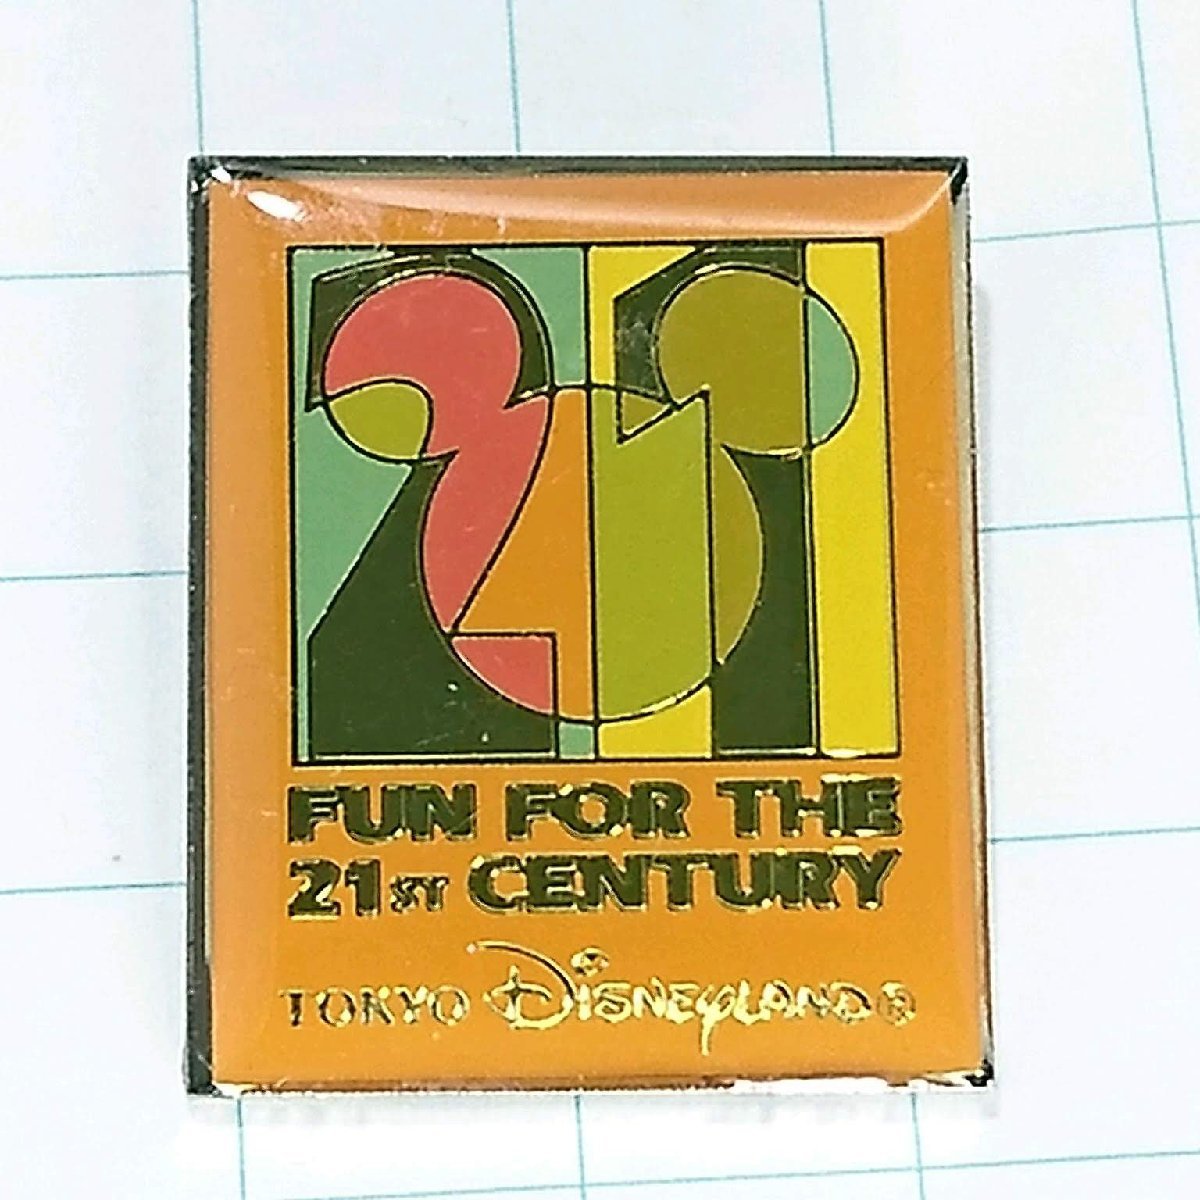 21
FUN FOR THE
21ST CENTURY
TOKYO DISNEYLAND®